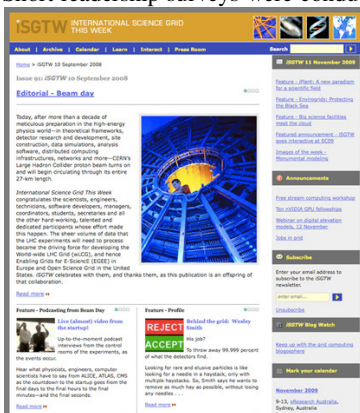 Short readership surveys were condu
iSGTW INTERNATIONAL SCIENCE GRID
THIS WEEK
About | Archive | Calendar | Learn | Interact | Press Room
Search
Home > iSGTW 10 September 2008
Issue 91: iSGTW 10 September 2008
Editorial - Beam day
Today, after more than a decade of
meticulous preparation in the high-energy
physics world—in theoretical frameworks,
detector research and development, site
construction, data simulations, analysis
software, distributed computing
infrastructures, networks and more—CERN's
Large Hadron Collider proton beam turns on
and will begin circulating through its entire
27-km length.
International Science Grid This Week
congratulates the scientists, engineers,
technicians, software developers, managers,
coordinators, students, secretaries and all
the other hard-working, talented and
dedicated participants whose effort made
this happen. The sheer volume of data that
the LHC experiments will need to process
became the driving force for developing the
World-wide LHC Grid (wLCG), and hence
Enabling Grids for E-SciencE (EGEE) in
Europe and Open Science Grid in the United
States. iSGTW celebrates with them, and thanks them, as this publication is an offspring of
that collaboration.
Read more
Feature - Podcasting from Beam Day
Live (almost) video from
the startup!
Up-to-the-moment podcast
interviews from the control
rooms of the experiments, as
the events occur.
Hear what physicists, engineers, computer
scientists have to say from ALICE, ATLAS, CMS
as the countdown to the startup goes from the
final days to the final hours to the final
moments.
Read more
Feature - Profile
REJECT
ACCEPT
Behind the grid: Wesley
Smith
His job?
To throw away 99.999 percent
of what the detectors find.
Looking for rare and elusive particles is like
looking for a needle in a haystack, only with
multiple haystacks. So, Smith says he wants to
remove as much hay as possible, without losing
any needles . . .
Read more
iSGTW 11 November 2009
Feature - iPlant: A new paradigm
for a scientific field
Feature - Envirogrids: Protecting
the Black Sea
Feature - Big science facilities
meet the cloud
Featured announcement - iSGTW
goes interactive at SC09
Images of the week -
Monumental modeling
Announcements
Free stream computing workshop
Ten nVIDIA GPU fellowships
Webinar on digital elevation
models, 12 November
Jobs in grid
Subscribe
Enter your email address to
subscribe to the iSGTW
newsletter.
enter email...
Unsubscribe
iSGTW Blog Watch
Keep up with the grid computing
blogosphere
Mark your calendar
November 2009
9-13, eResearch Australia,
Sydney, Australia